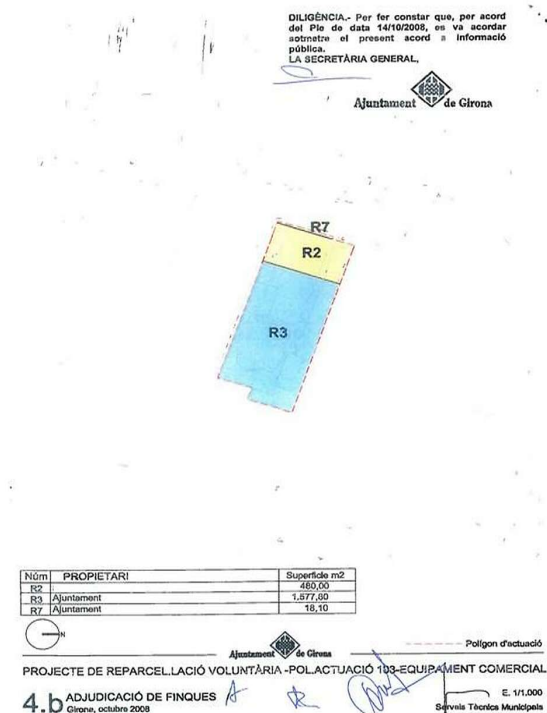 DILIGÈNCIA.- Per fer constar que, per acord
del Ple de data 14/10/2008, es va acordar
sotmetre el present acord a informació
pública.
LA SECRETÀRIA GENERAL,
Ajuntament de Girona
R7
R2
R3
Núm PROPIETARI Superficie m2
R2 480,00
R3 Ajuntament 1.577,80
R7 Ajuntament 18,10
N
Ajuntament de Girona
Polígon d'actuació
PROJECTE DE REPARCEL.LACIÓ VOLUNTÀRIA -POL.ACTUACIÓ 103-EQUIPAMENT COMERCIAL
4.b ADJUDICACIÓ DE FINQUES
Girona, octubre 2008
E. 1/1.000
Serveis Tècnics Municipals